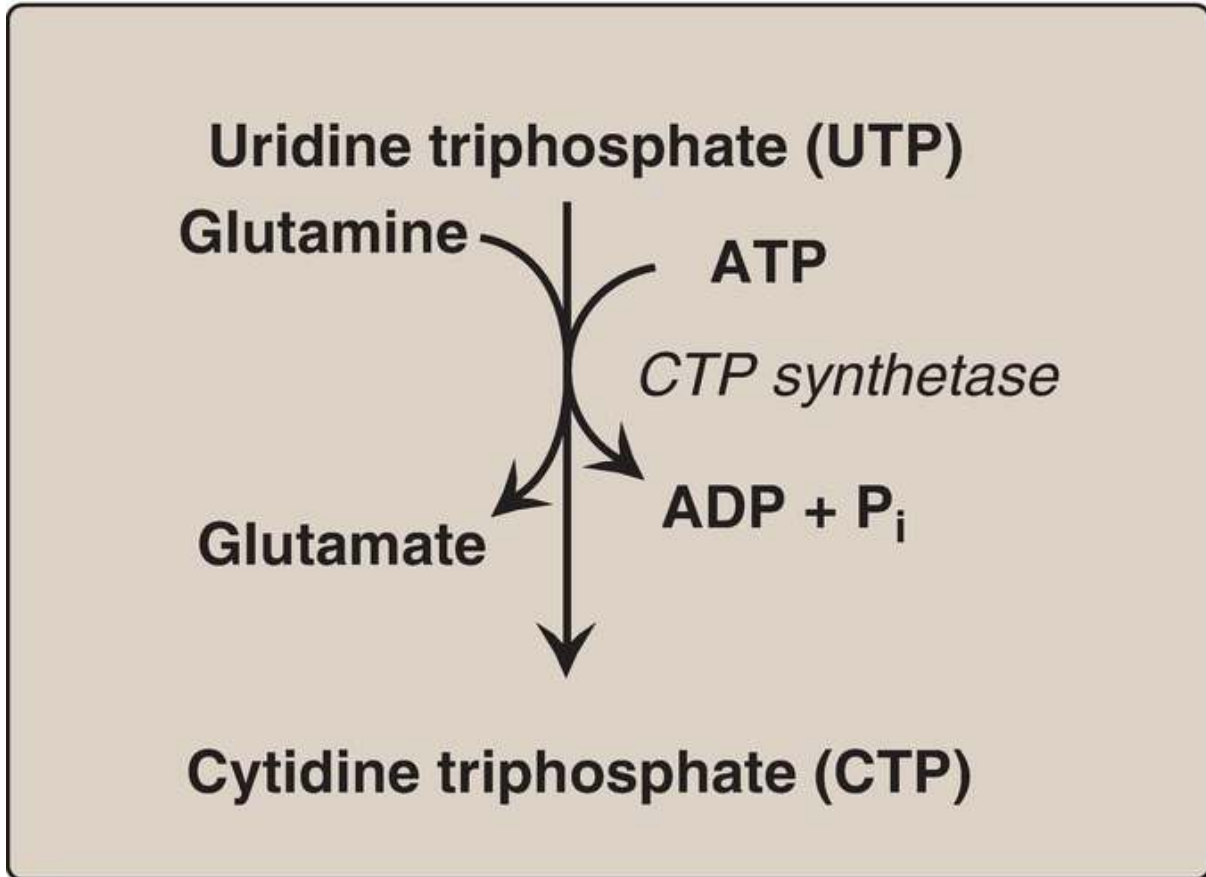 Uridine triphosphate (UTP)
Glutamine
ATP
CTP synthetase
ADP + Pi
Glutamate
Cytidine triphosphate (CTP)